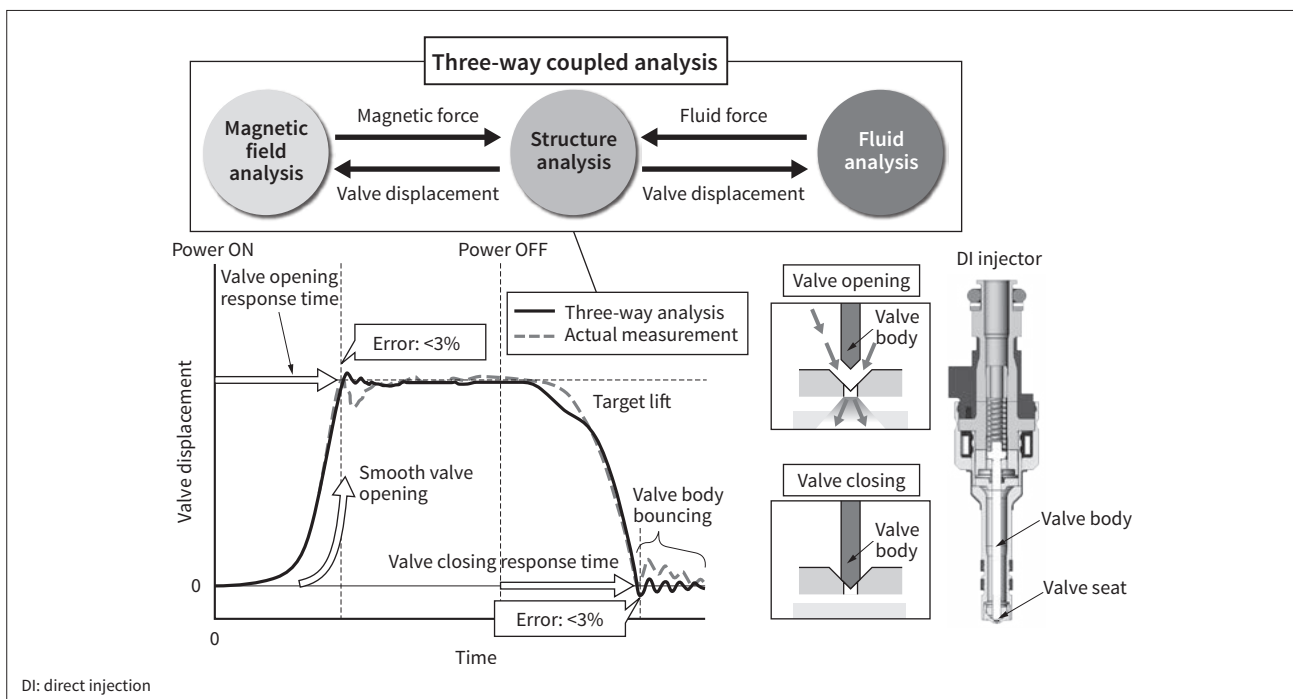 Three-way coupled analysis
Magnetic
field
analysis
Magnetic force
Valve displacement
Structure
analysis
Fluid force
Valve displacement
Fluid
analysis
Power ON
Power OFF
Valve opening
response time
Three-way analysis
Actual measurement
Error: <3%
Target lift
Smooth valve
opening
Valve body
bouncing
Valve closing response time
Error: <3%
Valve displacement
0
0
Time
Valve opening
Valve
body
Valve closing
Valve
body
DI injector
Valve body
Valve seat
DI: direct injection